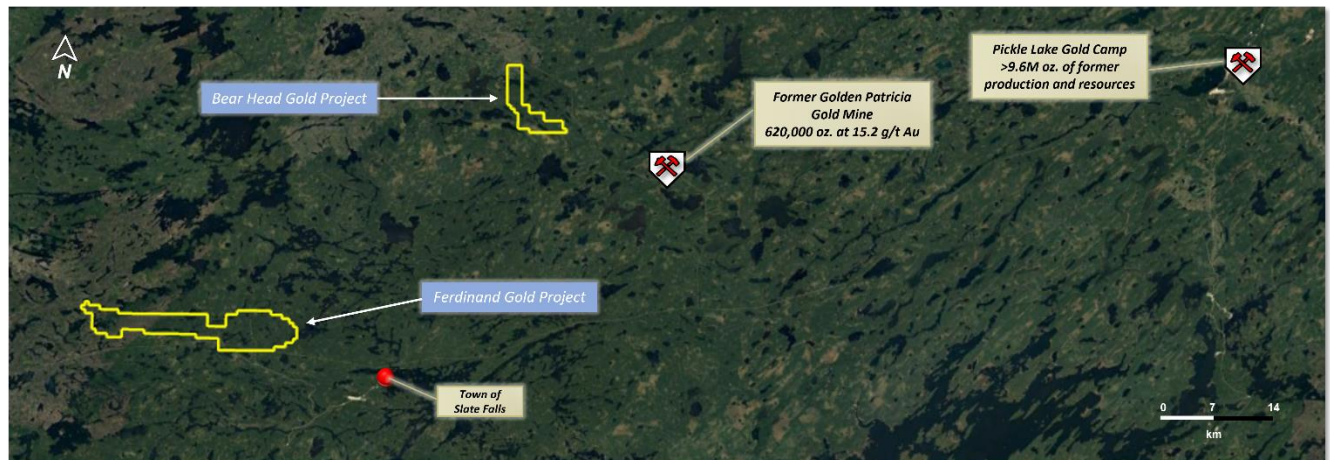 N
Bear Head Gold Project
Former Golden Patricia
Gold Mine
620,000 oz. at 15.2 g/t Au
Pickle Lake Gold Camp
>9.6M oz. of former
production and resources
Ferdinand Gold Project
Town of
Slate Falls
0 7 14
km